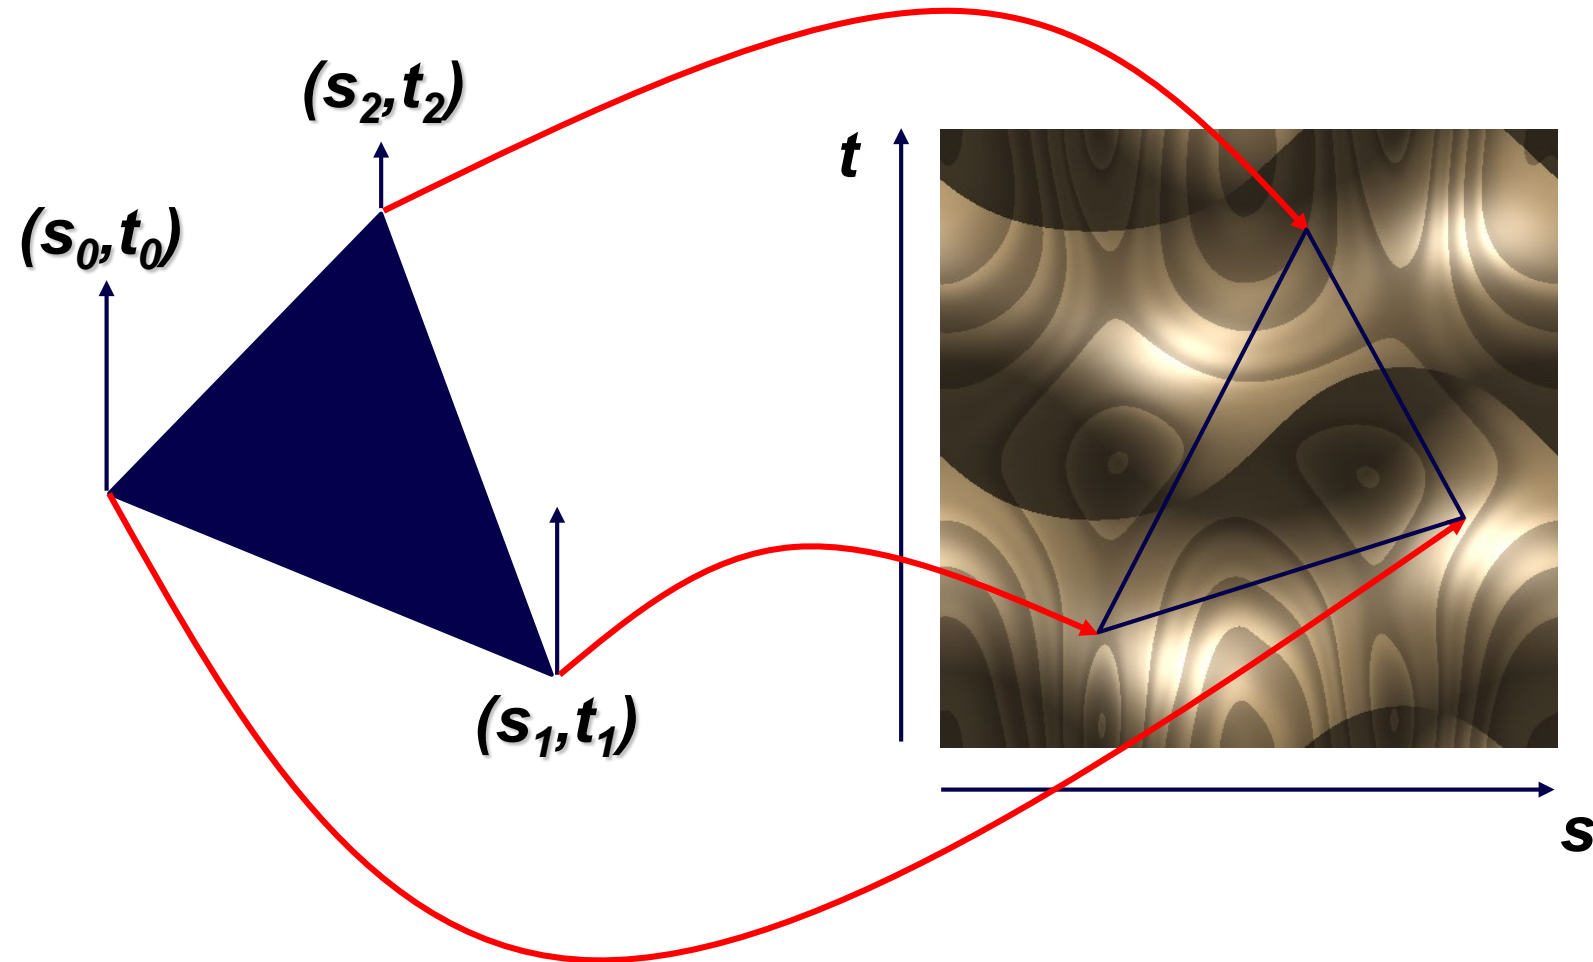 (s₂,t₂)
t
(s₀,t₀)
(s₁,t₁)
s